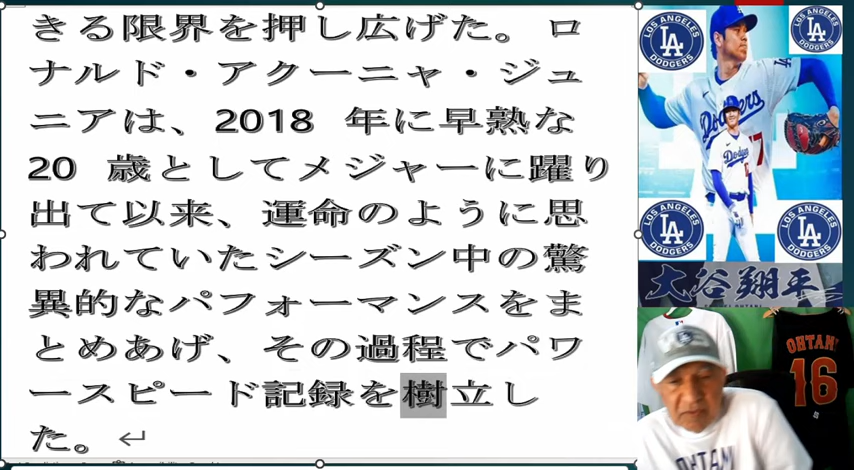 きる限界を押し広げた。ロ
ナルド・アクーニャ・ジュ
ニアは、2018 年に早熟な
20 歳としてメジャーに躍り
出て以来、運命のように思
われていたシーズン中の驚
異的なパフォーマンスをま
とめあげ、その過程でパワ
ースピード記録を樹立し
た。
LOS ANGELES
LA
DODGERS
LOS ANGELES
LA
DODGERS
LA
Dodgers
17
Dodgers
LOS ANGELES
LA
DODGERS
LOS ANGELES
LA
DODGERS
大谷翔平
OHTANI
16